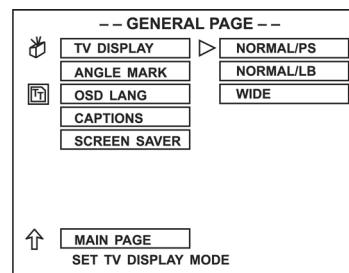 -- GENERAL PAGE --
TV DISPLAY
NORMAL/PS
ANGLE MARK
NORMAL/LB
OSD LANG
WIDE
CAPTIONS
SCREEN SAVER
MAIN PAGE
SET TV DISPLAY MODE